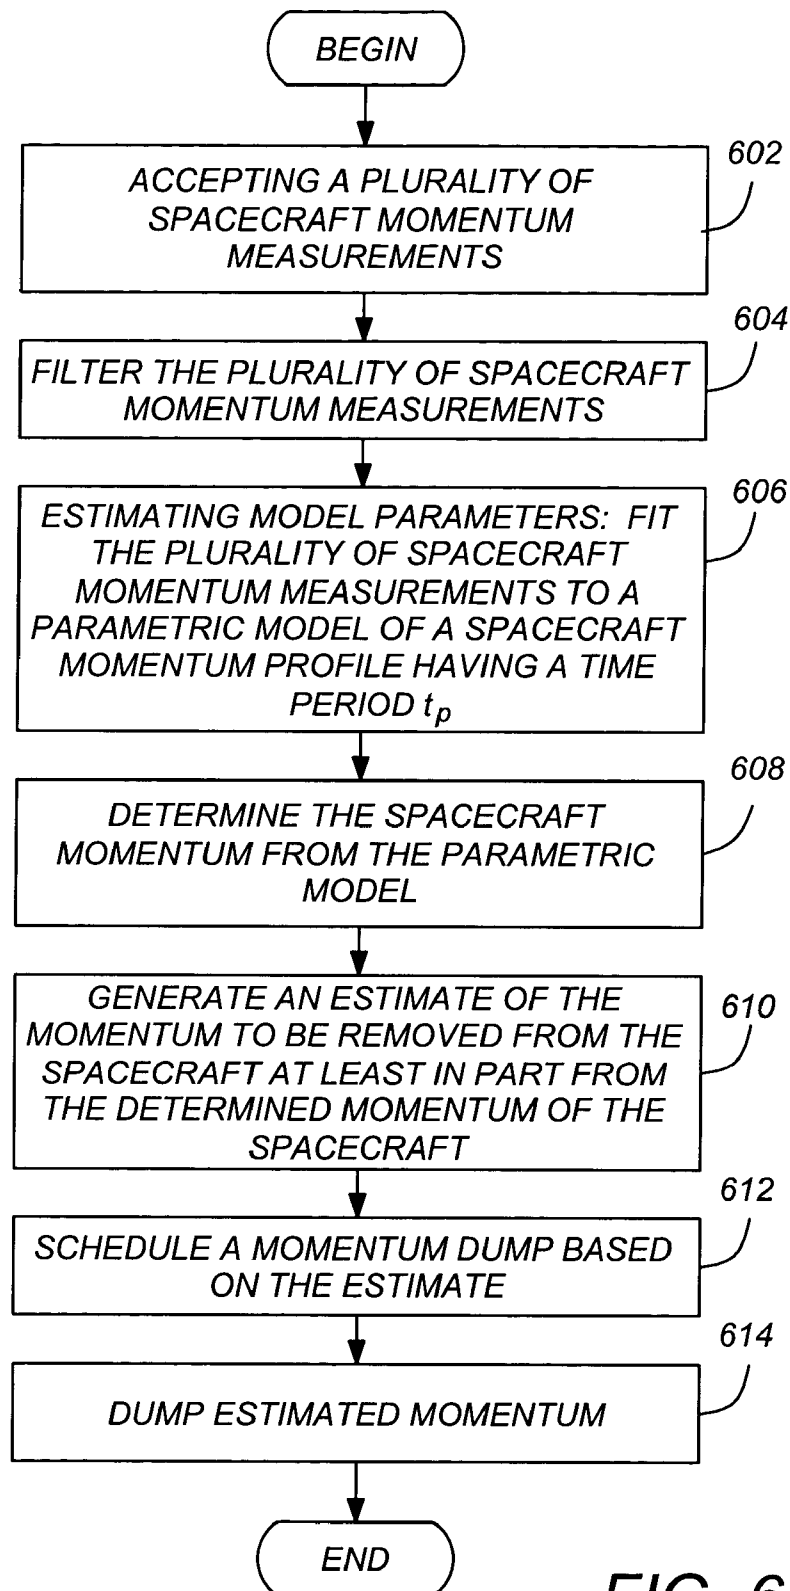 BEGIN
602
ACCEPTING A PLURALITY OF
SPACECRAFT MOMENTUM
MEASUREMENTS
604
FILTER THE PLURALITY OF SPACECRAFT
MOMENTUM MEASUREMENTS
606
ESTIMATING MODEL PARAMETERS: FIT
THE PLURALITY OF SPACECRAFT
MOMENTUM MEASUREMENTS TO A
PARAMETRIC MODEL OF A SPACECRAFT
MOMENTUM PROFILE HAVING A TIME
PERIOD tp
608
DETERMINE THE SPACECRAFT
MOMENTUM FROM THE PARAMETRIC
MODEL
610
GENERATE AN ESTIMATE OF THE
MOMENTUM TO BE REMOVED FROM THE
SPACECRAFT AT LEAST IN PART FROM
THE DETERMINED MOMENTUM OF THE
SPACECRAFT
612
SCHEDULE A MOMENTUM DUMP BASED
ON THE ESTIMATE
614
DUMP ESTIMATED MOMENTUM
END
FIG. 6